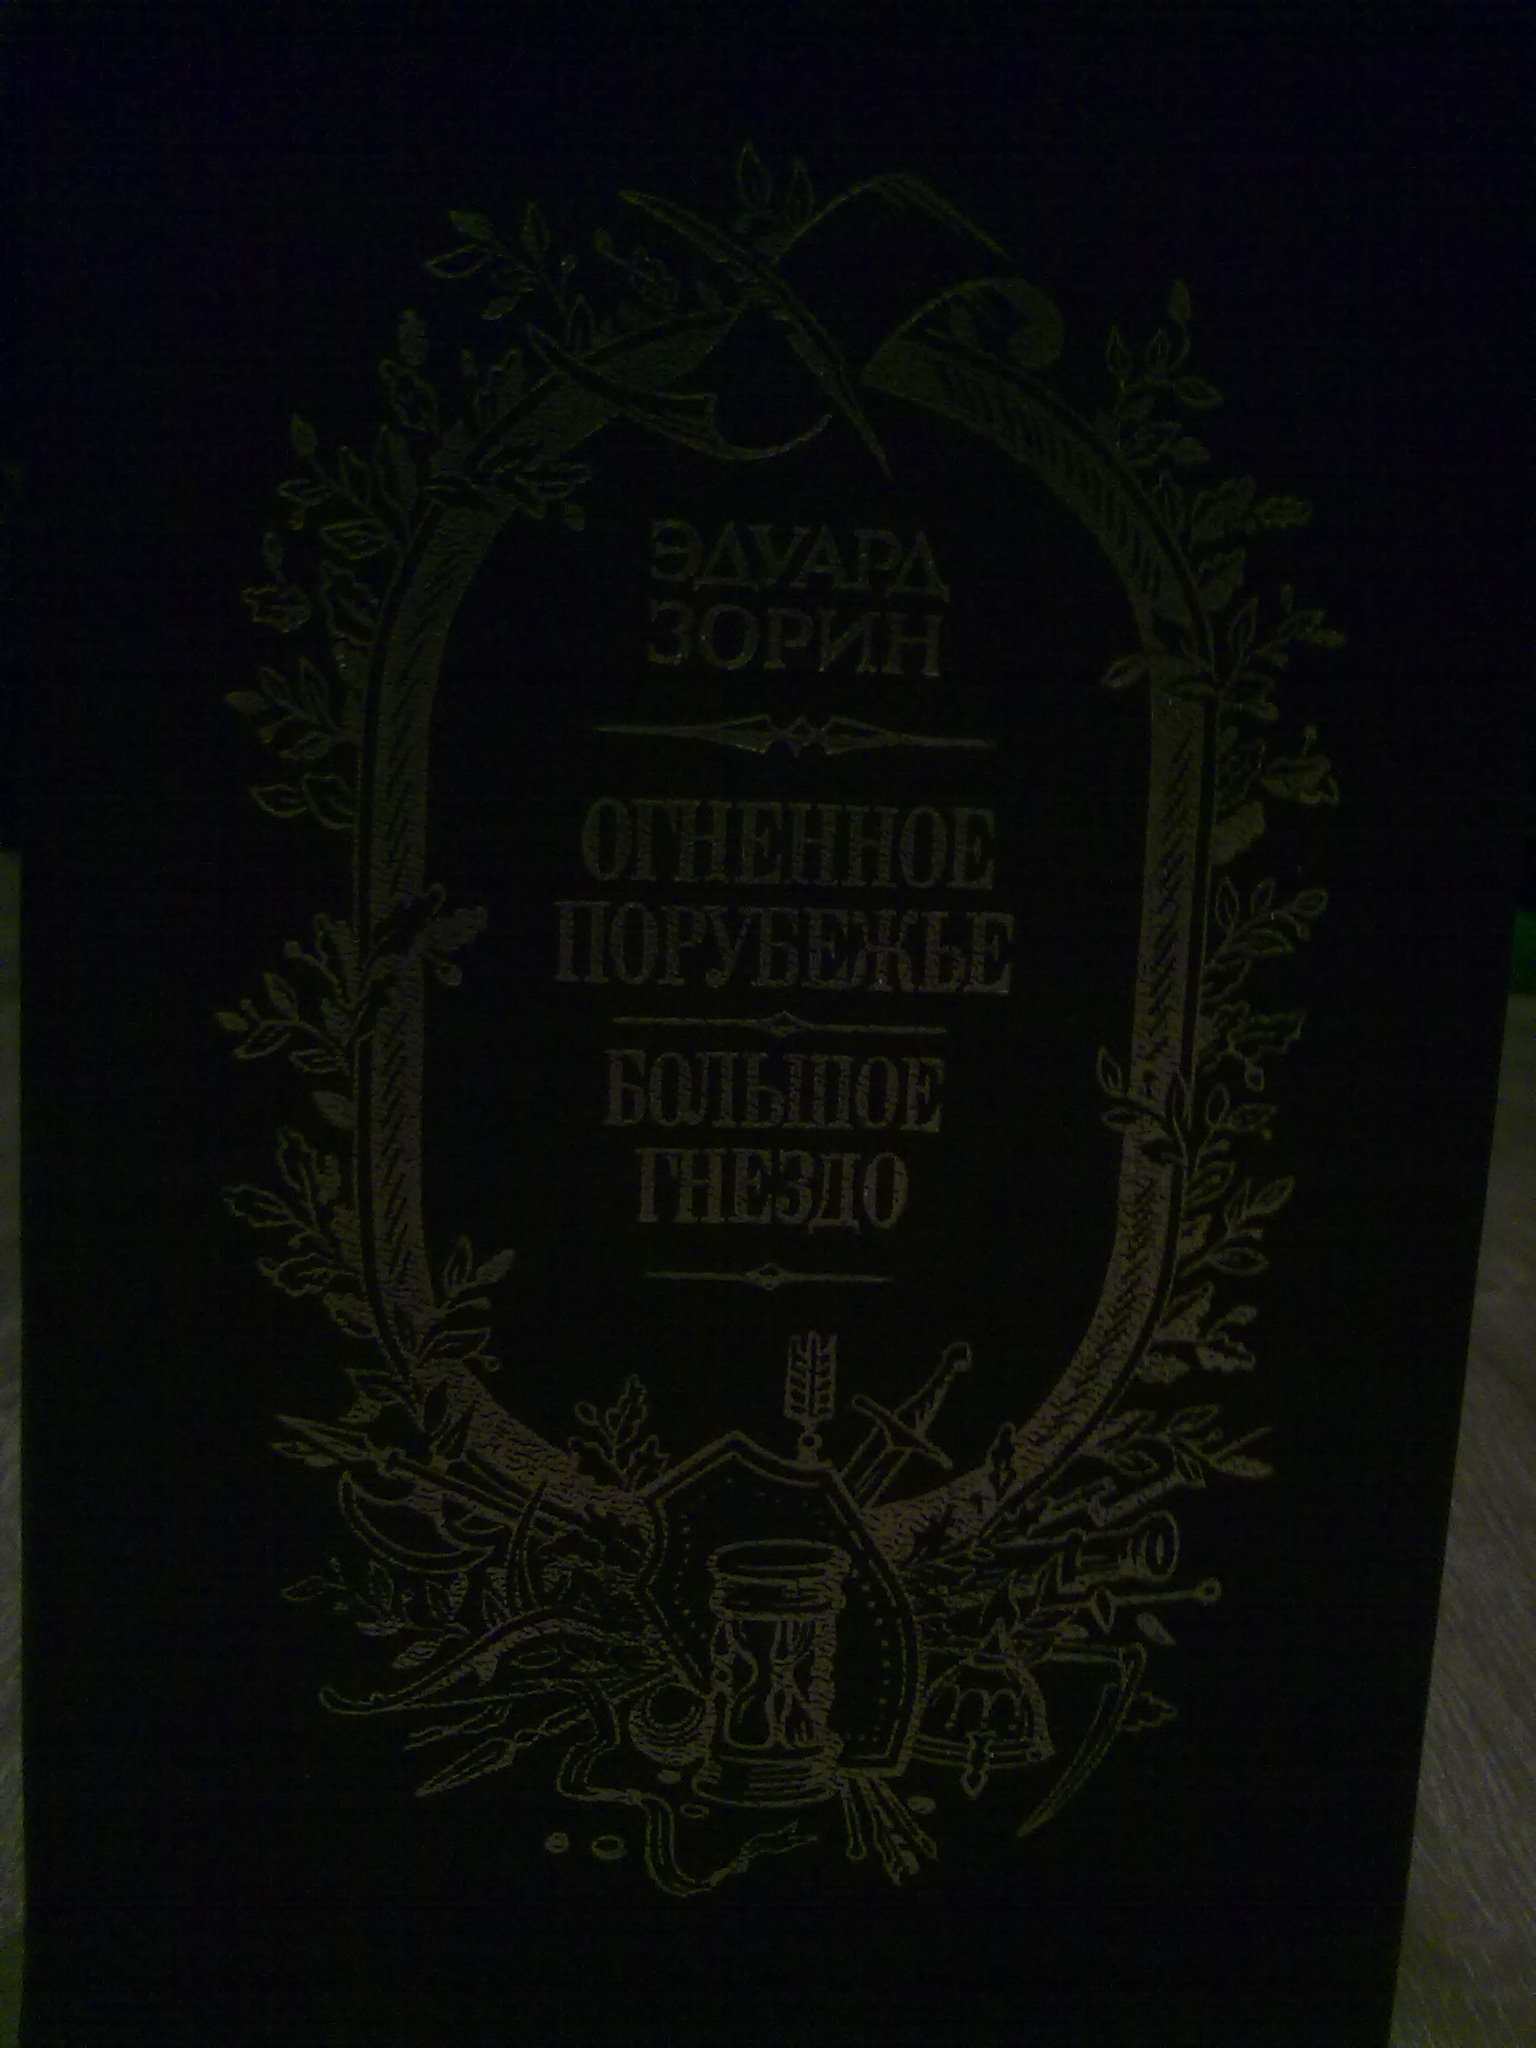 ЭДУАРД
ЗОРИН
ОГНЕННОЕ
ПОРУБЕЖЬЕ
БОЛЬШОЕ
ГНЕЗДО